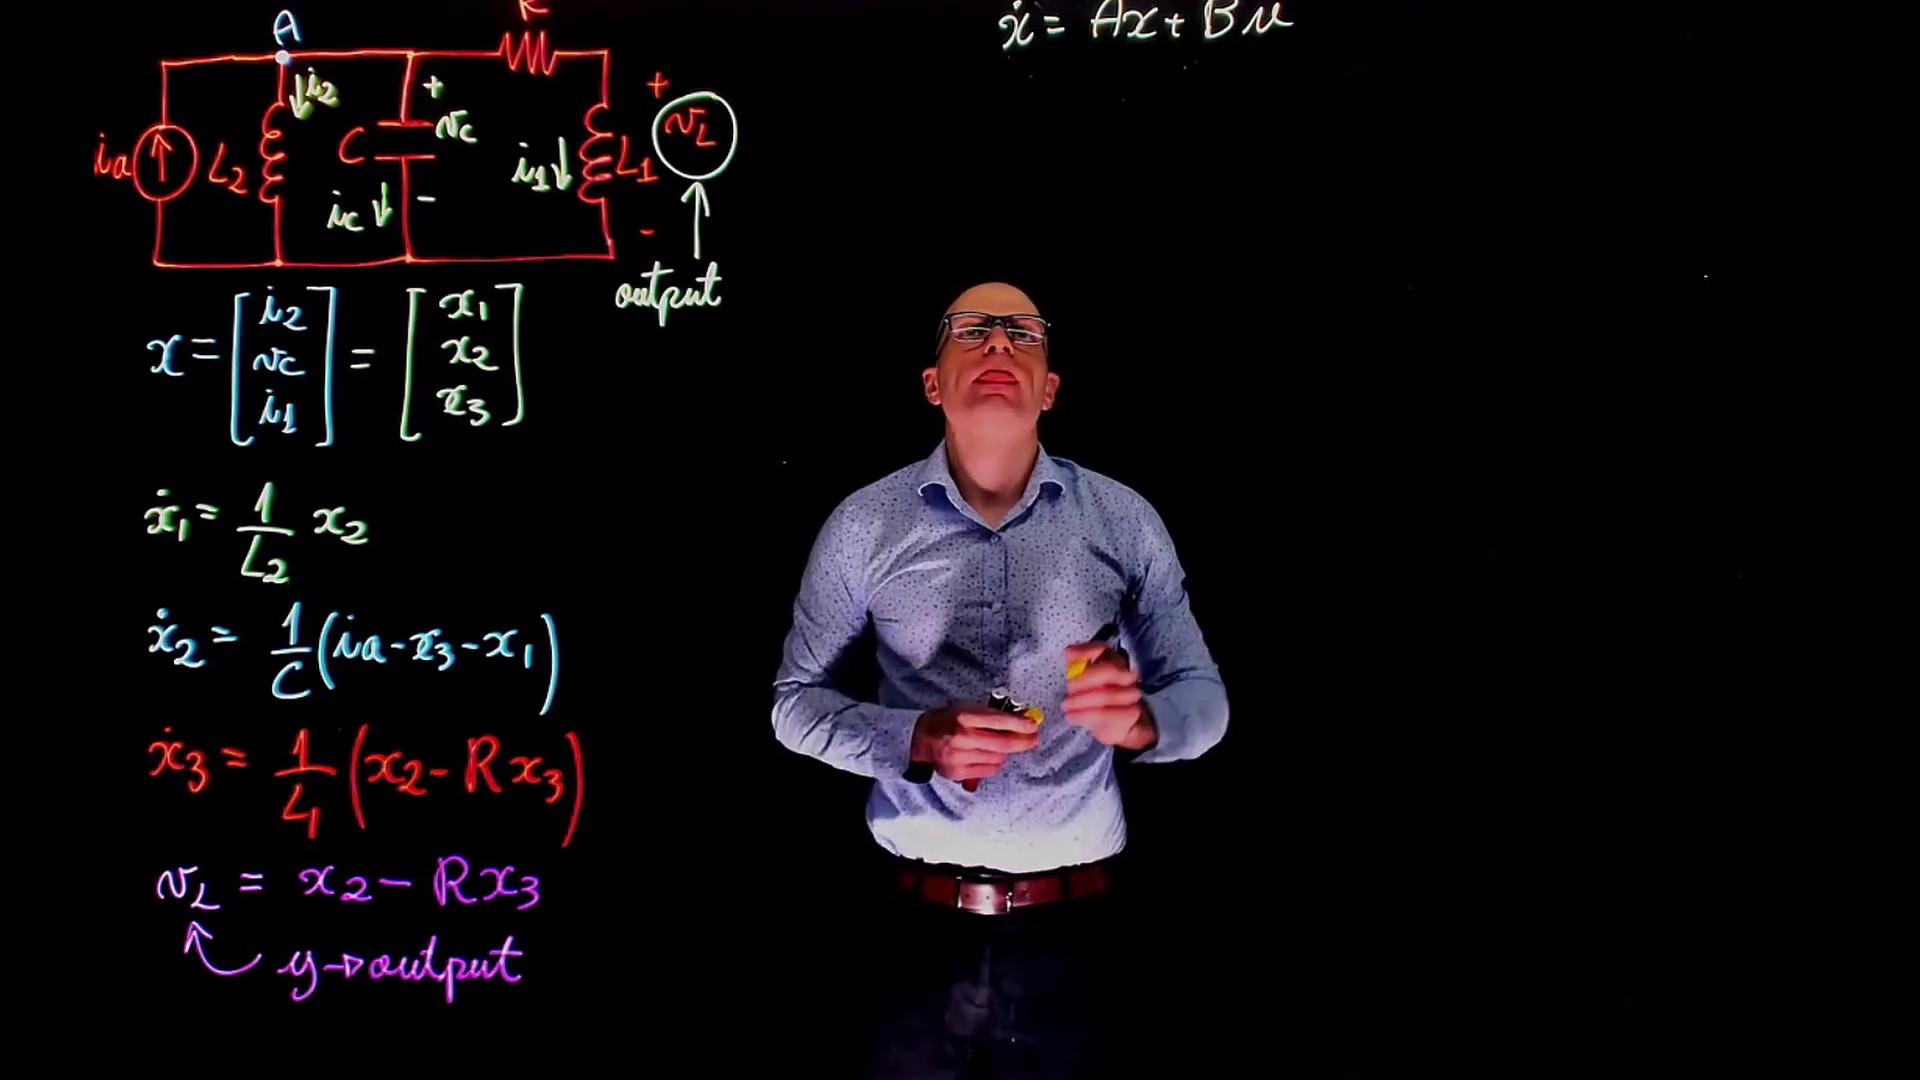 A
R
ẋ = Ax + Bu
ia
L2
i2
C
+
vc
-
ic
i1
L1
+
vL
-
output
x = [i2 vc i1] = [x1 x2 x3]
ẋ1 = 1/L2 x2
ẋ2 = 1/C (ia - x3 - x1)
ẋ3 = 1/L1 (x2 - R x3)
vL = x2 - Rx3
y → output